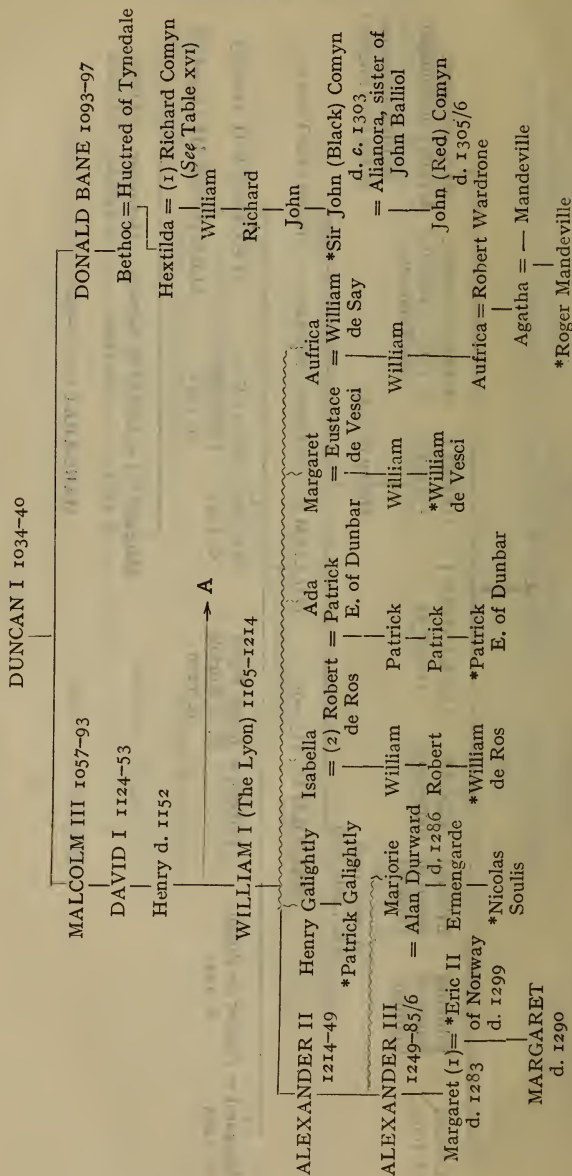 DUNCAN I 1034–40
MALCOLM III 1057–93
DONALD BANE 1093–97
DAVID I 1124–53
Bethoc = Huctred of Tynedale
Henry d. 1152
Hextilda = (1) Richard Comyn
(See Table XVI)
A
William
WILLIAM I (The Lyon) 1165–1214
Richard
John
ALEXANDER II
1214–49
Henry Galightly
Isabella
= (2) Robert
de Ros
Ada
= Patrick
E. of Dunbar
Margaret
= Eustace
de Vesci
Aufrica
= William
de Say
*Sir John (Black) Comyn
d. c. 1303
= Alianora, sister of
John Balliol
*Patrick Galightly
ALEXANDER III
1249–85/6
Marjorie
= Alan Durward
d. 1286
William
Patrick
William
William
John (Red) Comyn
d. 1305/6
Margaret (1) = *Eric II
d. 1283
of Norway
d. 1299
Ermengarde
Robert
Patrick
*William
de Vesci
Aufrica = Robert Wardrone
MARGARET
d. 1290
*Nicolas
Soulis
*William
de Ros
*Patrick
E. of Dunbar
Agatha = — Mandeville
*Roger Mandeville